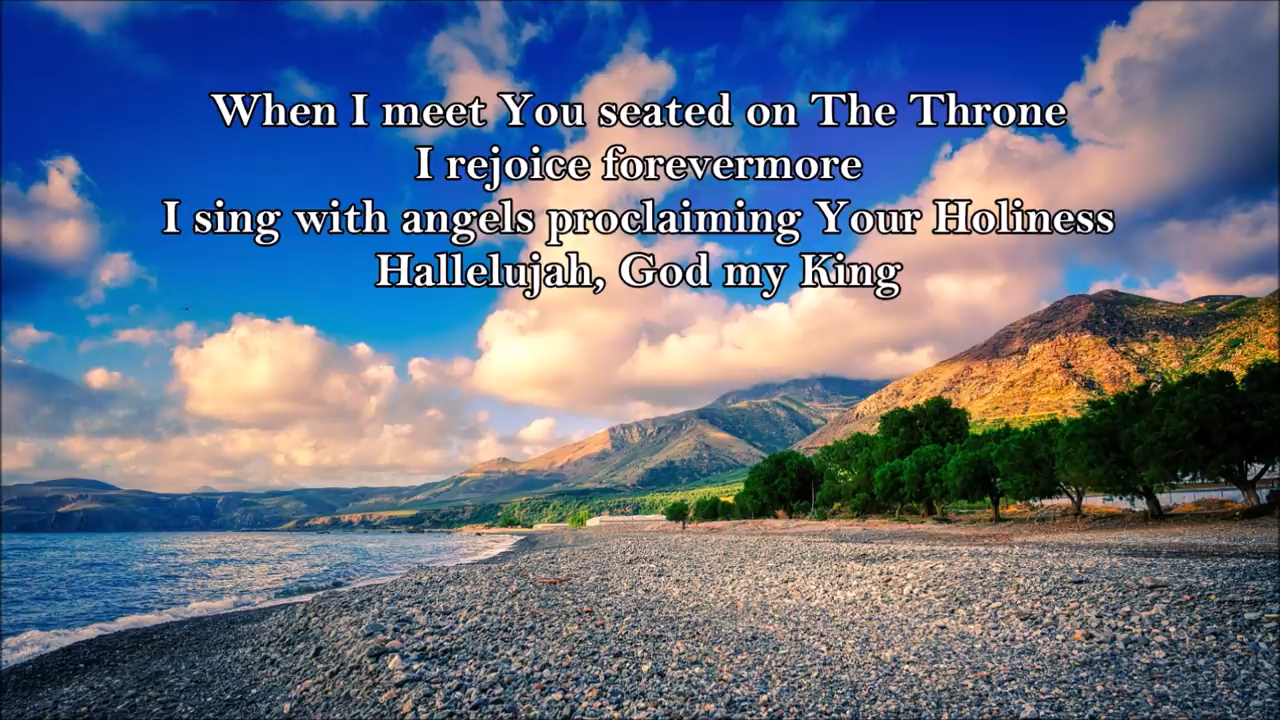 When I meet You seated on The Throne
I rejoice forevermore
I sing with angels proclaiming Your Holiness
Hallelujah, God my King